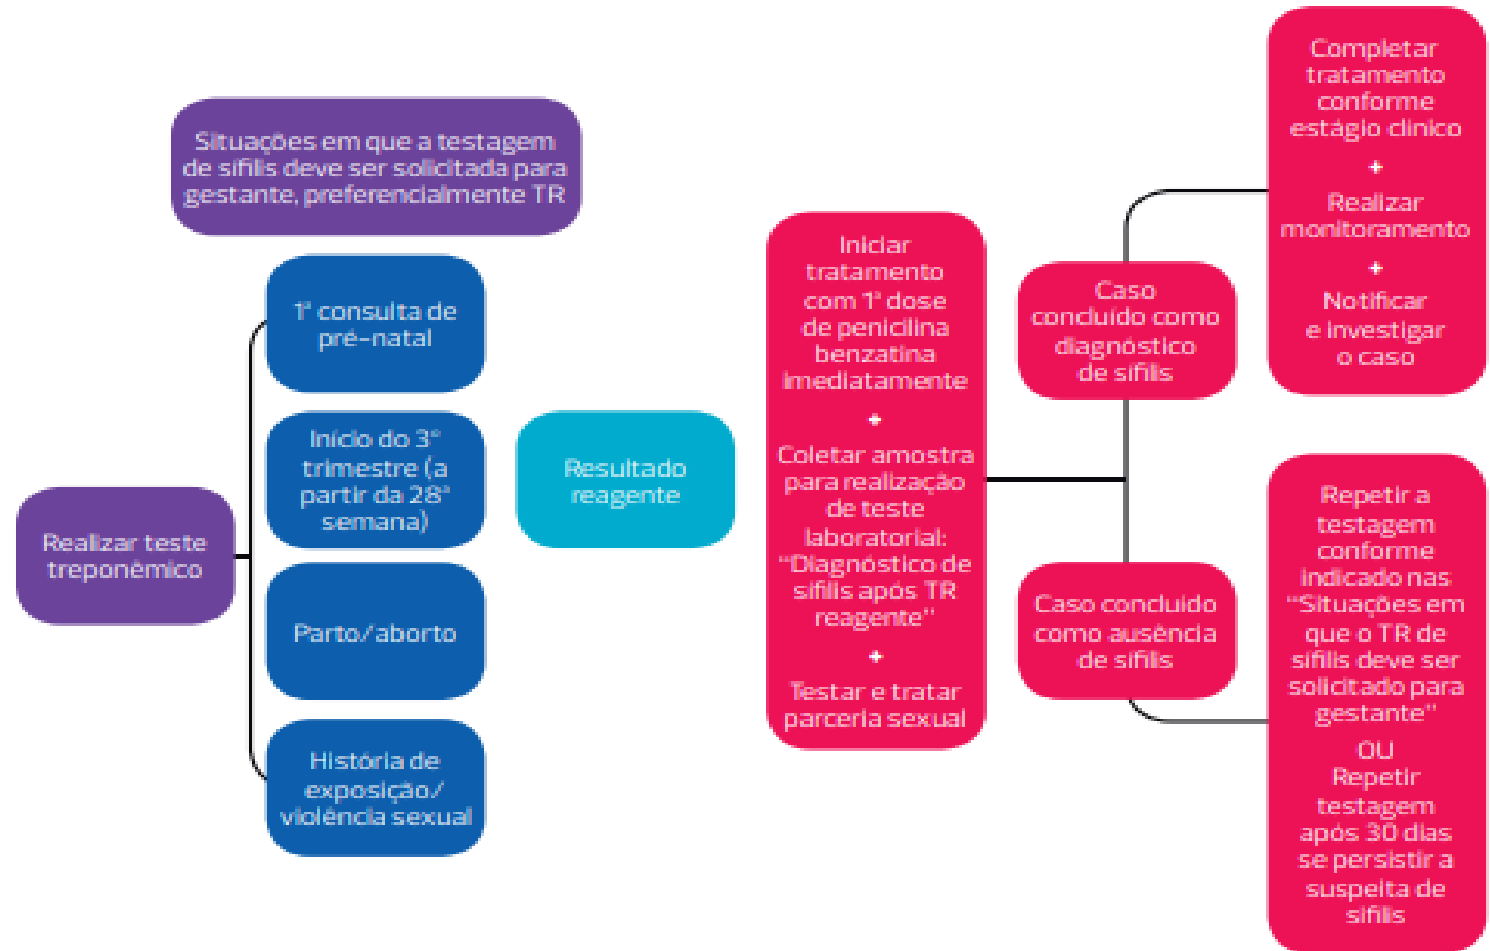 Situações em que a testagem
de sífilis deve ser solicitada para
gestante, preferencialmente TR
Realizar teste
treponêmico
1ª consulta de
pré-natal
Início do 3º
trimestre (a
partir da 28ª
semana)
Parto/aborto
História de
exposição/
violência sexual
Resultado
reagente
Iniciar
tratamento
com 1ª dose
de penicilina
benzatina
imediatamente
+
Coletar amostra
para realização
de teste
laboratorial:
"Diagnóstico de
sífilis após TR
reagente"
+
Testar e tratar
parceria sexual
Caso
concluído como
diagnóstico
de sífilis
Completar
tratamento
conforme
estágio clínico
+
Realizar
monitoramento
+
Notificar
e investigar
o caso
Caso concluído
como ausência
de sífilis
Repetir a
testagem
conforme
indicado nas
"Situações em
que o TR de
sífilis deve ser
solicitado para
gestante"
OU
Repetir
testagem
após 30 dias
se persistir a
suspeita de
sífilis